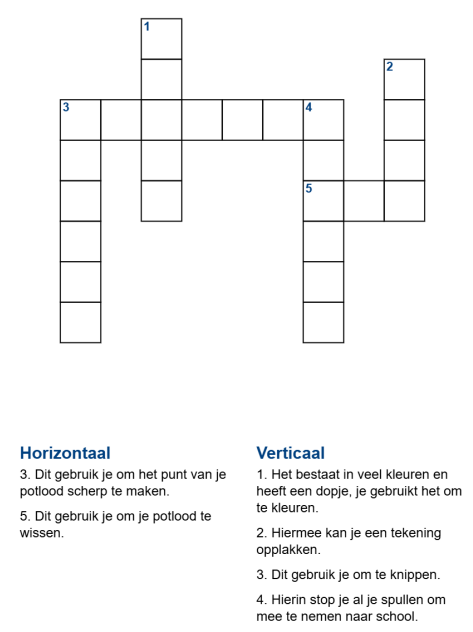 1
2
3
4
5
Horizontaal
3. Dit gebruik je om het punt van je
potlood scherp te maken.
5. Dit gebruik je om je potlood te
wissen.
Verticaal
1. Het bestaat in veel kleuren en
heeft een dopje, je gebruikt het om
te kleuren.
2. Hiermee kan je een tekening
opplakken.
3. Dit gebruik je om te knippen.
4. Hierin stop je al je spullen om
mee te nemen naar school.